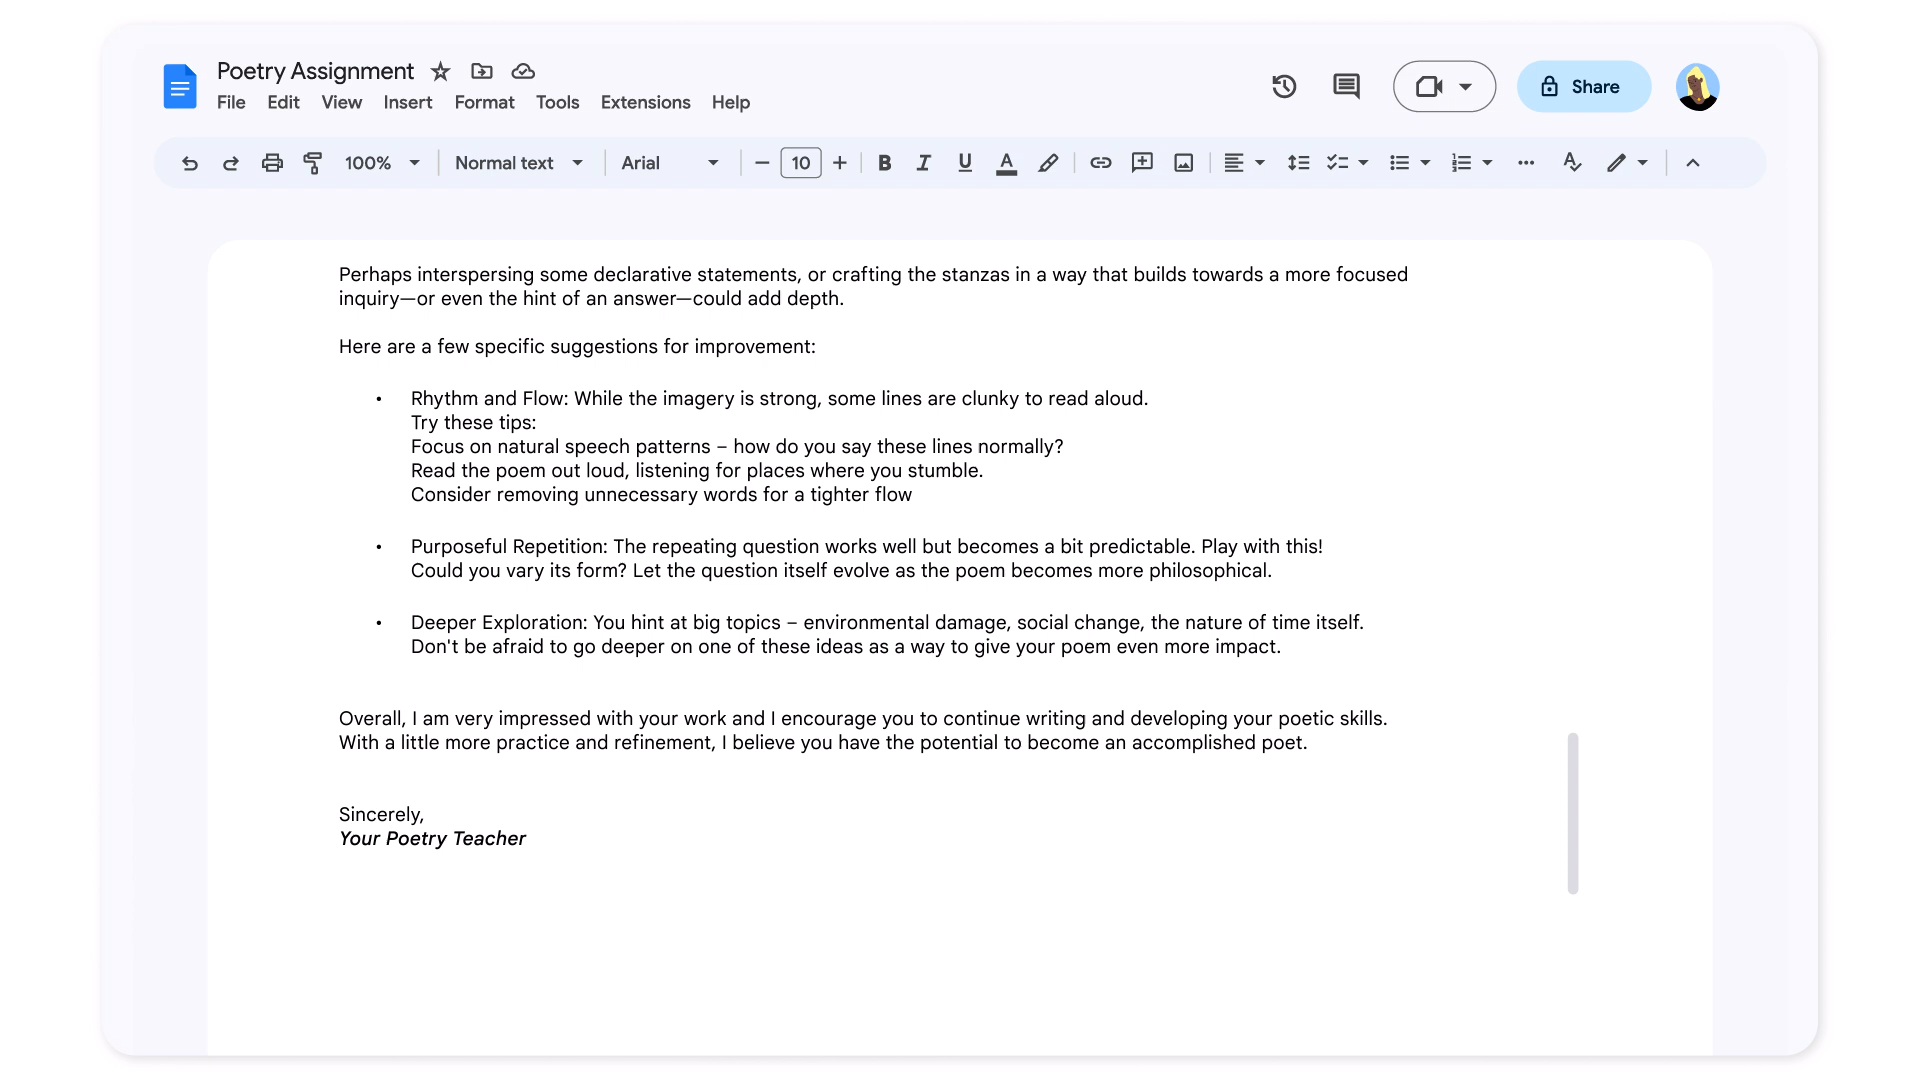 Poetry Assignment
File Edit View Insert Format Tools Extensions Help
Share
100% Normal text Arial 10 B I U A
Perhaps interspersing some declarative statements, or crafting the stanzas in a way that builds towards a more focused
inquiry—or even the hint of an answer—could add depth.
Here are a few specific suggestions for improvement:
• Rhythm and Flow: While the imagery is strong, some lines are clunky to read aloud.
Try these tips:
Focus on natural speech patterns – how do you say these lines normally?
Read the poem out loud, listening for places where you stumble.
Consider removing unnecessary words for a tighter flow
• Purposeful Repetition: The repeating question works well but becomes a bit predictable. Play with this!
Could you vary its form? Let the question itself evolve as the poem becomes more philosophical.
• Deeper Exploration: You hint at big topics – environmental damage, social change, the nature of time itself.
Don't be afraid to go deeper on one of these ideas as a way to give your poem even more impact.
Overall, I am very impressed with your work and I encourage you to continue writing and developing your poetic skills.
With a little more practice and refinement, I believe you have the potential to become an accomplished poet.
Sincerely,
Your Poetry Teacher